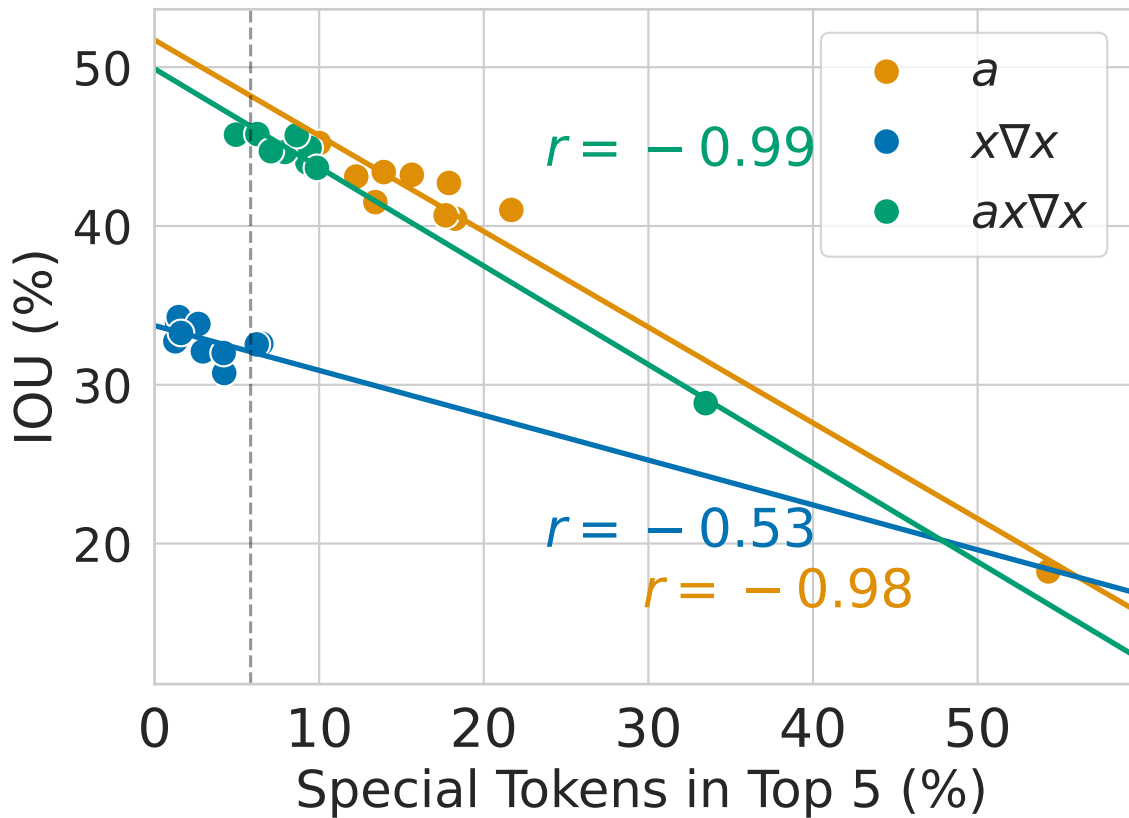 50
40
30
20
IOU (%)
a
x∇x
ax∇x
r = −0.99
r = −0.53
r = −0.98
0 10 20 30 40 50
Special Tokens in Top 5 (%)